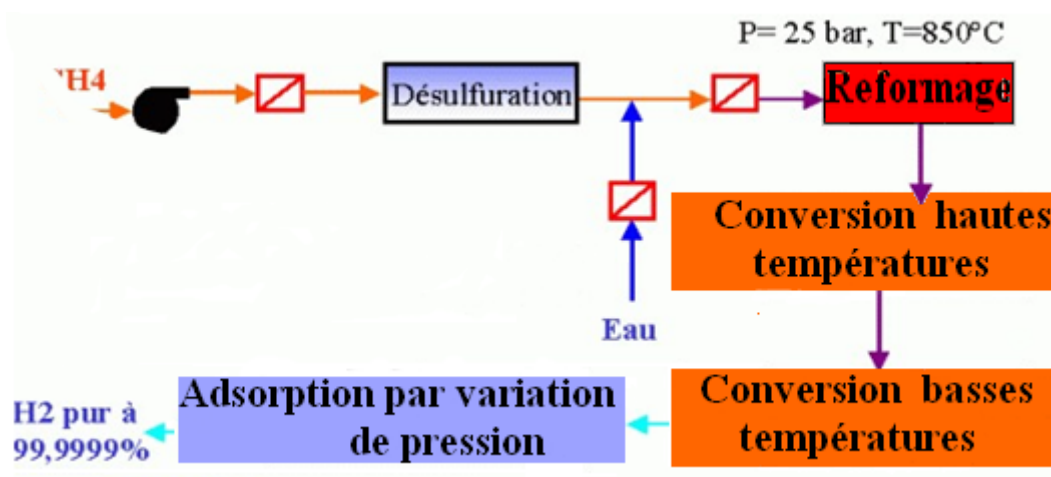 P= 25 bar, T=850°C
H4
Désulfuration
Reformage
Conversion hautes
températures
Eau
Conversion basses
températures
Adsorption par variation
de pression
H2 pur à
99,9999%